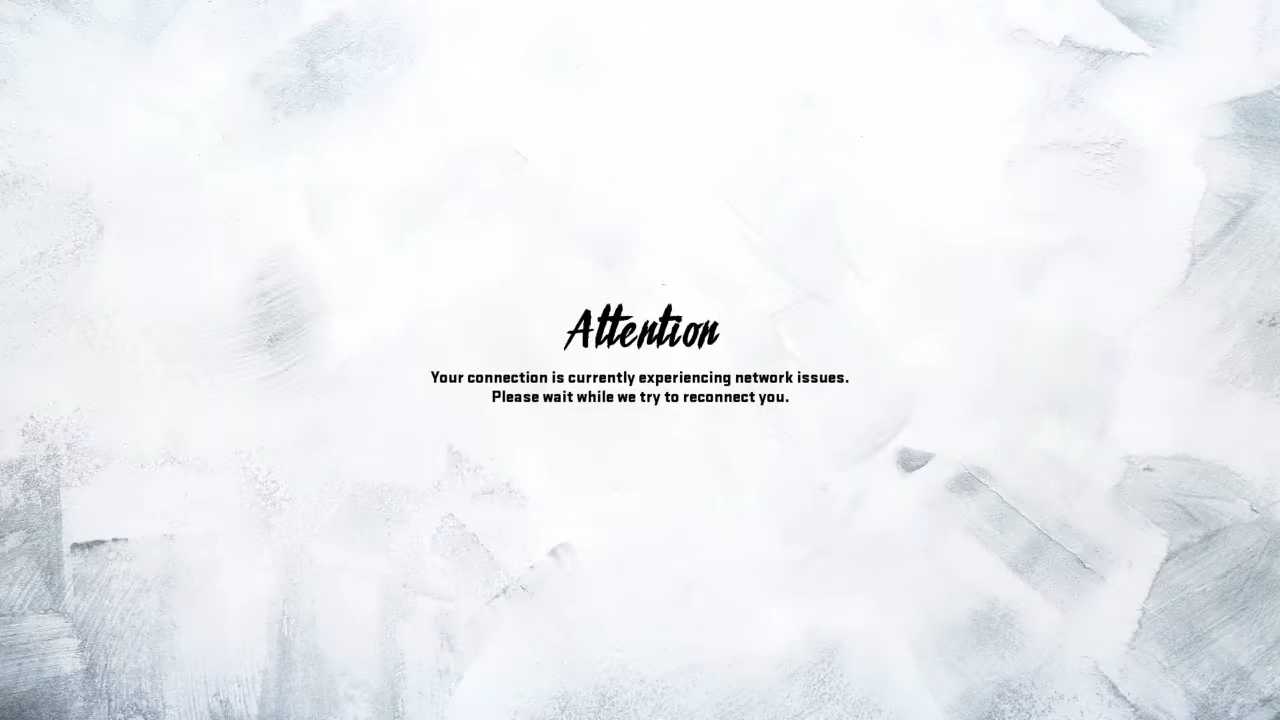 Attention
Your connection is currently experiencing network issues.
Please wait while we try to reconnect you.